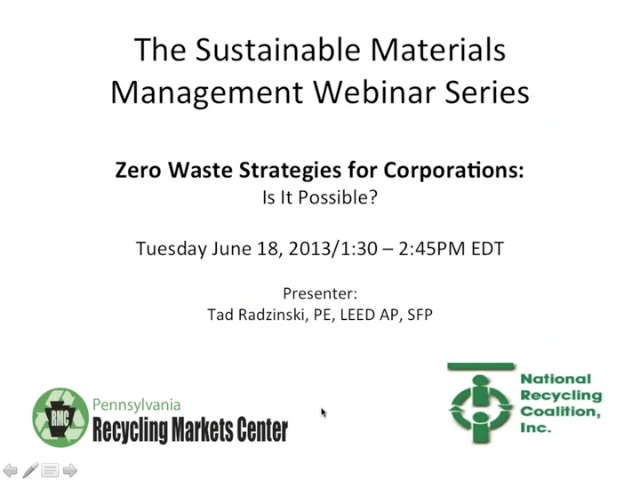 The Sustainable Materials
Management Webinar Series
Zero Waste Strategies for Corporations:
Is It Possible?
Tuesday June 18, 2013/1:30 – 2:45PM EDT
Presenter:
Tad Radzinski, PE, LEED AP, SFP
RMC
Pennsylvania
Recycling Markets Center
National
Recycling
Coalition,
Inc.